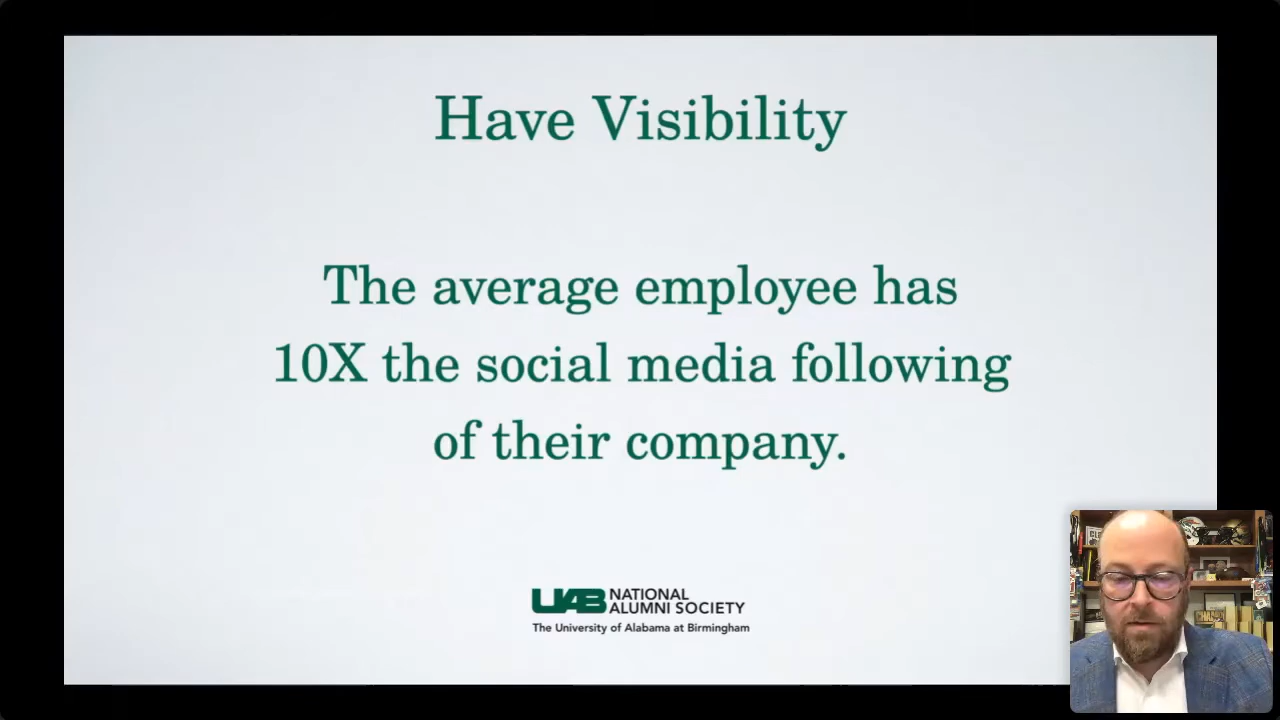 Have Visibility
The average employee has
10X the social media following
of their company.
UAB NATIONAL
ALUMNI SOCIETY
The University of Alabama at Birmingham